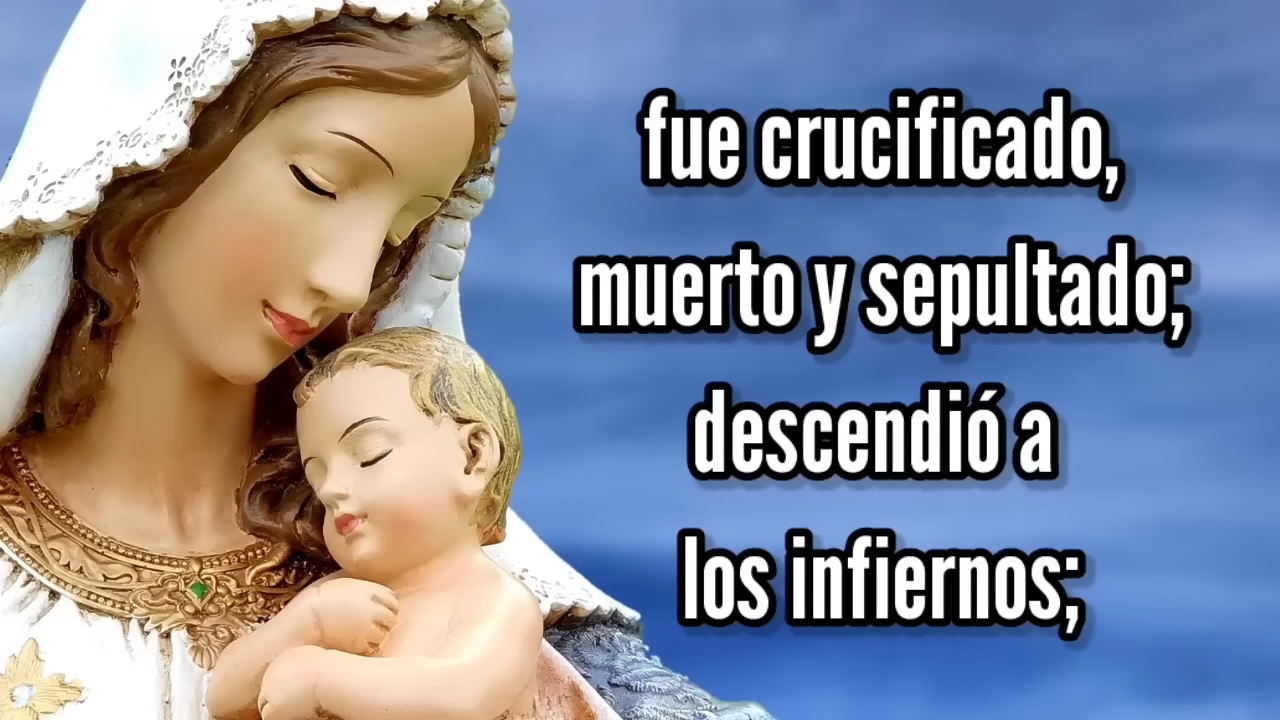 fue crucificado,
muerto y sepultado;
descendió a
los infiernos;